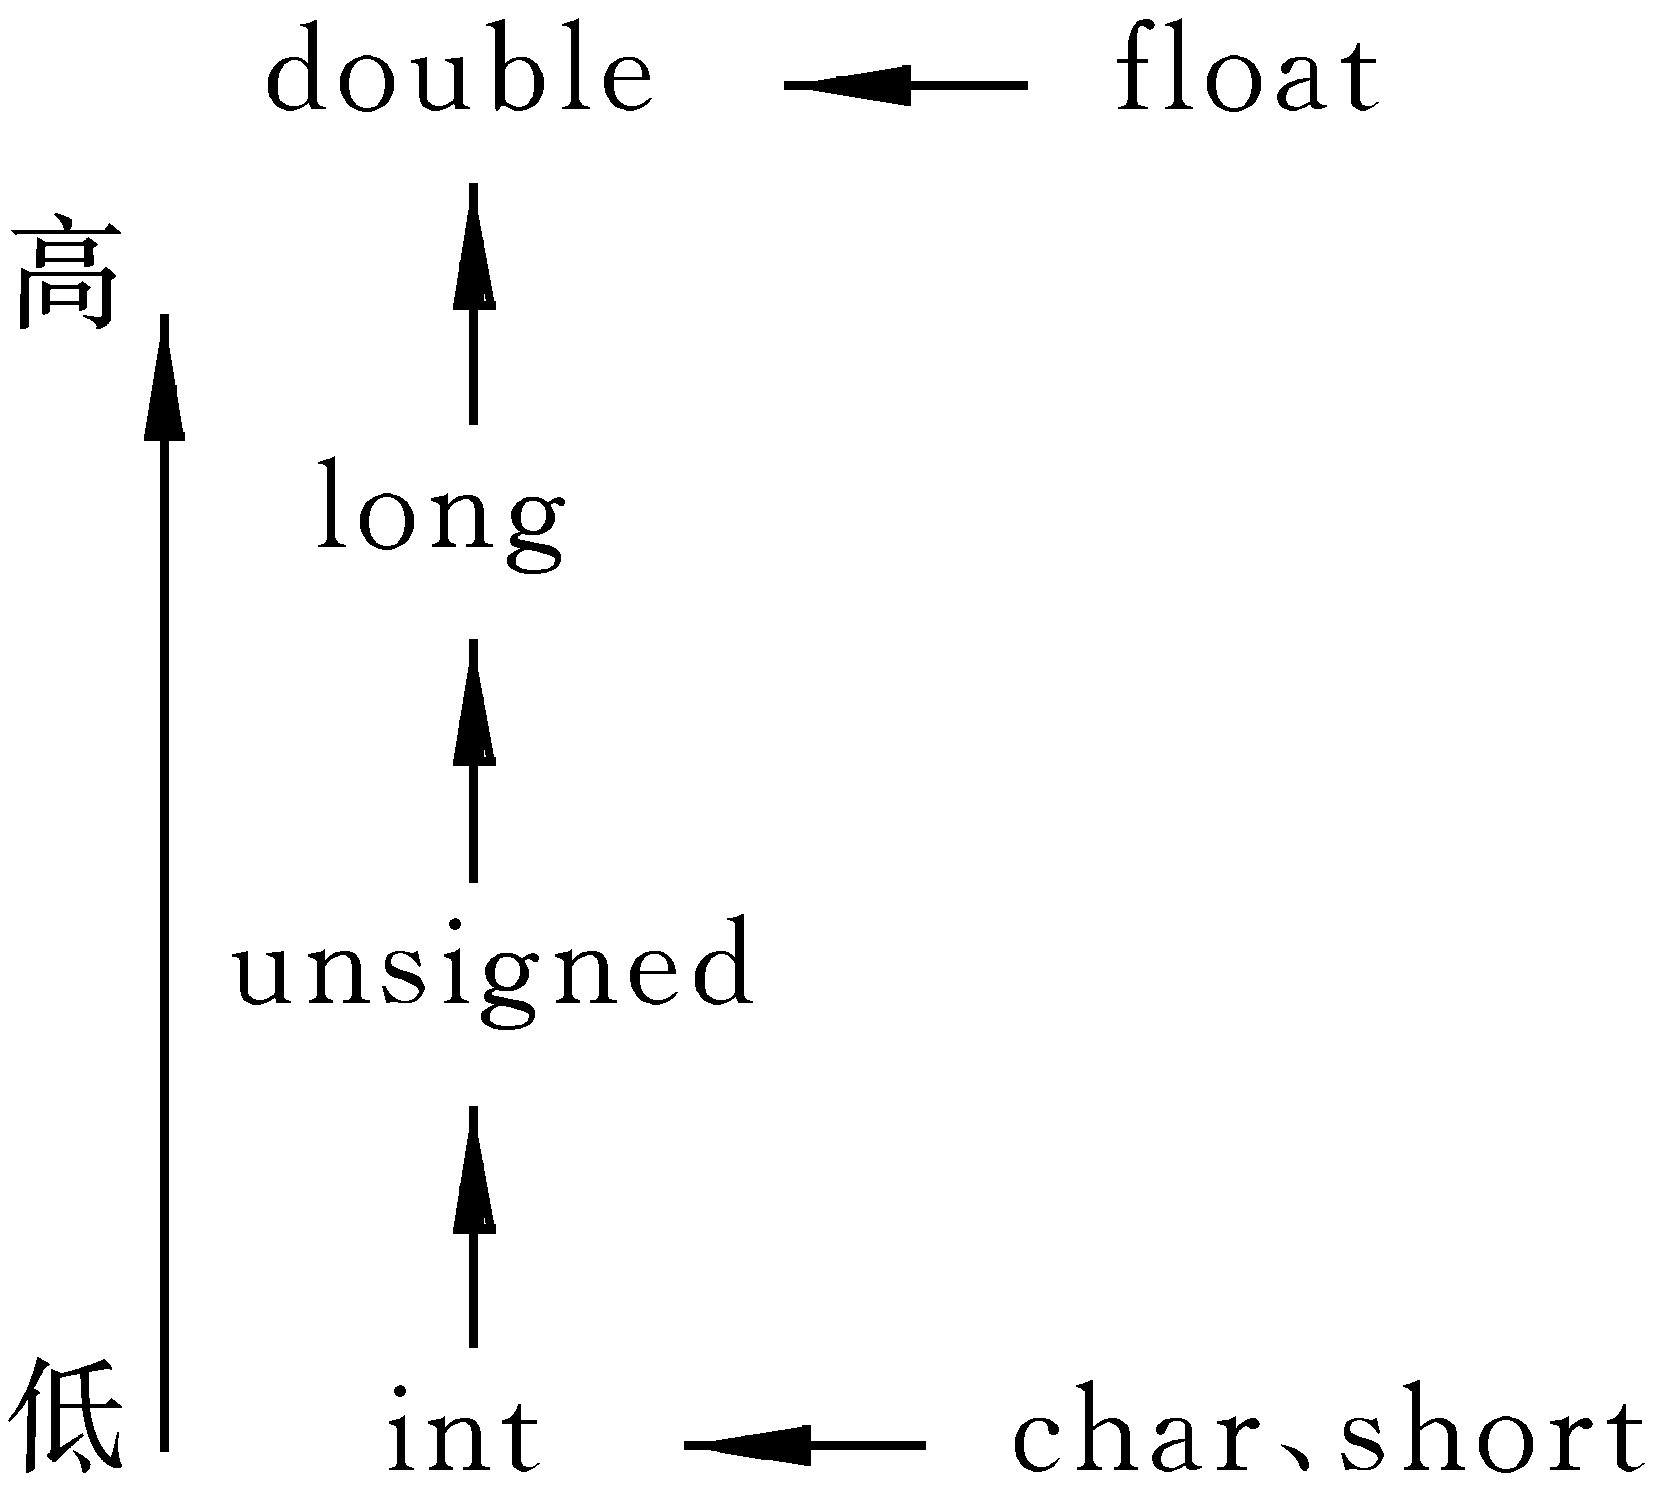 double float
高
long
unsigned
低 int char、short